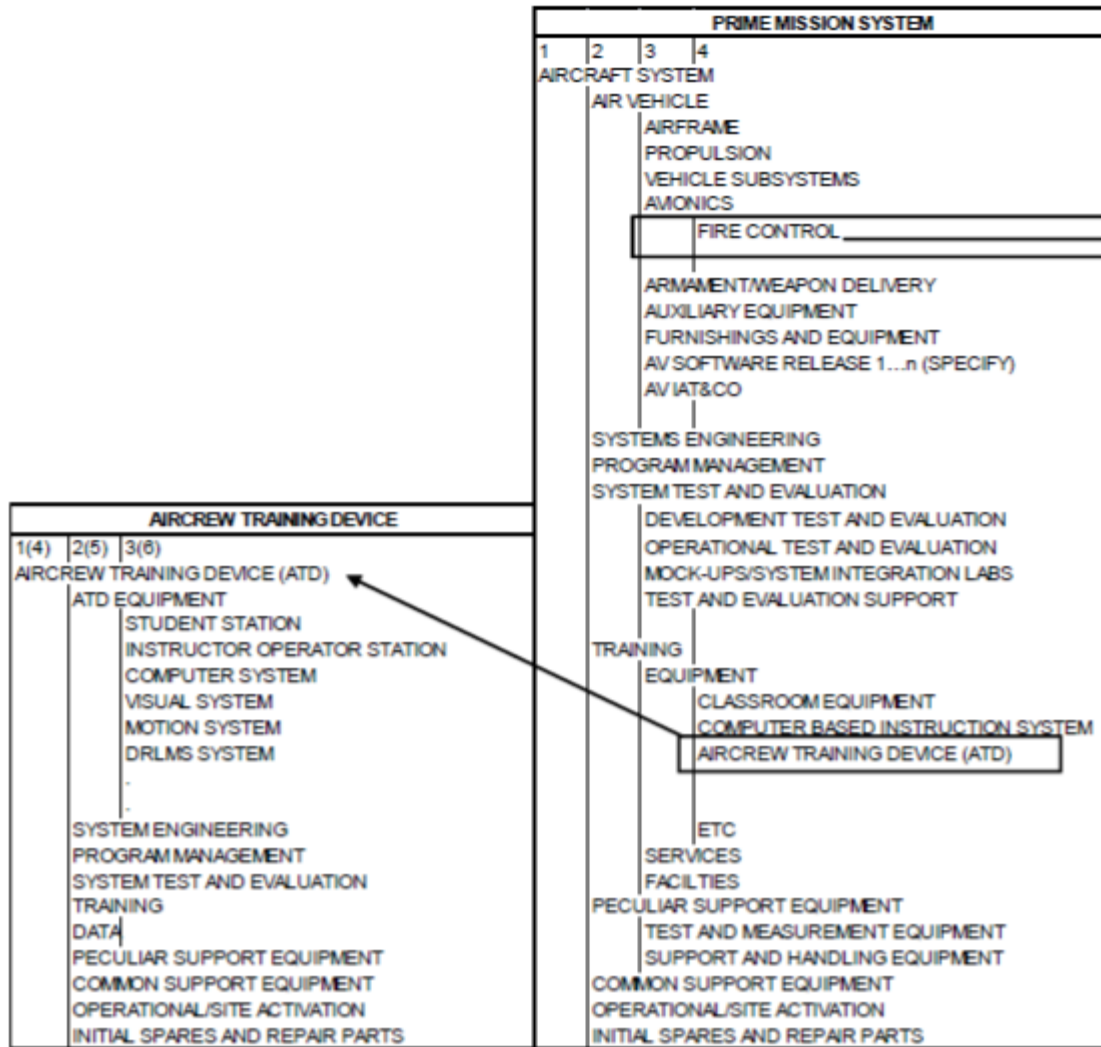 PRIME MISSION SYSTEM
1 2 3 4
AIRCRAFT SYSTEM
AIR VEHICLE
AIRFRAME
PROPULSION
VEHICLE SUBSYSTEMS
AVIONICS
FIRE CONTROL
ARMAMENT/WEAPON DELIVERY
AUXILIARY EQUIPMENT
FURNISHINGS AND EQUIPMENT
AV SOFTWARE RELEASE 1...n (SPECIFY)
AV IAT&CO
SYSTEMS ENGINEERING
PROGRAM MANAGEMENT
SYSTEM TEST AND EVALUATION
DEVELOPMENT TEST AND EVALUATION
OPERATIONAL TEST AND EVALUATION
MOCK-UPS/SYSTEM INTEGRATION LABS
TEST AND EVALUATION SUPPORT
TRAINING
EQUIPMENT
CLASSROOM EQUIPMENT
COMPUTER BASED INSTRUCTION SYSTEM
AIRCREW TRAINING DEVICE (ATD)
ETC
SERVICES
FACILTIES
PECULIAR SUPPORT EQUIPMENT
TEST AND MEASUREMENT EQUIPMENT
SUPPORT AND HANDLING EQUIPMENT
COMMON SUPPORT EQUIPMENT
OPERATIONAL/SITE ACTIVATION
INITIAL SPARES AND REPAIR PARTS
AIRCREW TRAINING DEVICE
1(4) 2(5) 3(6)
AIRCREW TRAINING DEVICE (ATD)
ATD EQUIPMENT
STUDENT STATION
INSTRUCTOR OPERATOR STATION
COMPUTER SYSTEM
VISUAL SYSTEM
MOTION SYSTEM
DRLMS SYSTEM
.
.
SYSTEM ENGINEERING
PROGRAM MANAGEMENT
SYSTEM TEST AND EVALUATION
TRAINING
DATA
PECULIAR SUPPORT EQUIPMENT
COMMON SUPPORT EQUIPMENT
OPERATIONAL/SITE ACTIVATION
INITIAL SPARES AND REPAIR PARTS